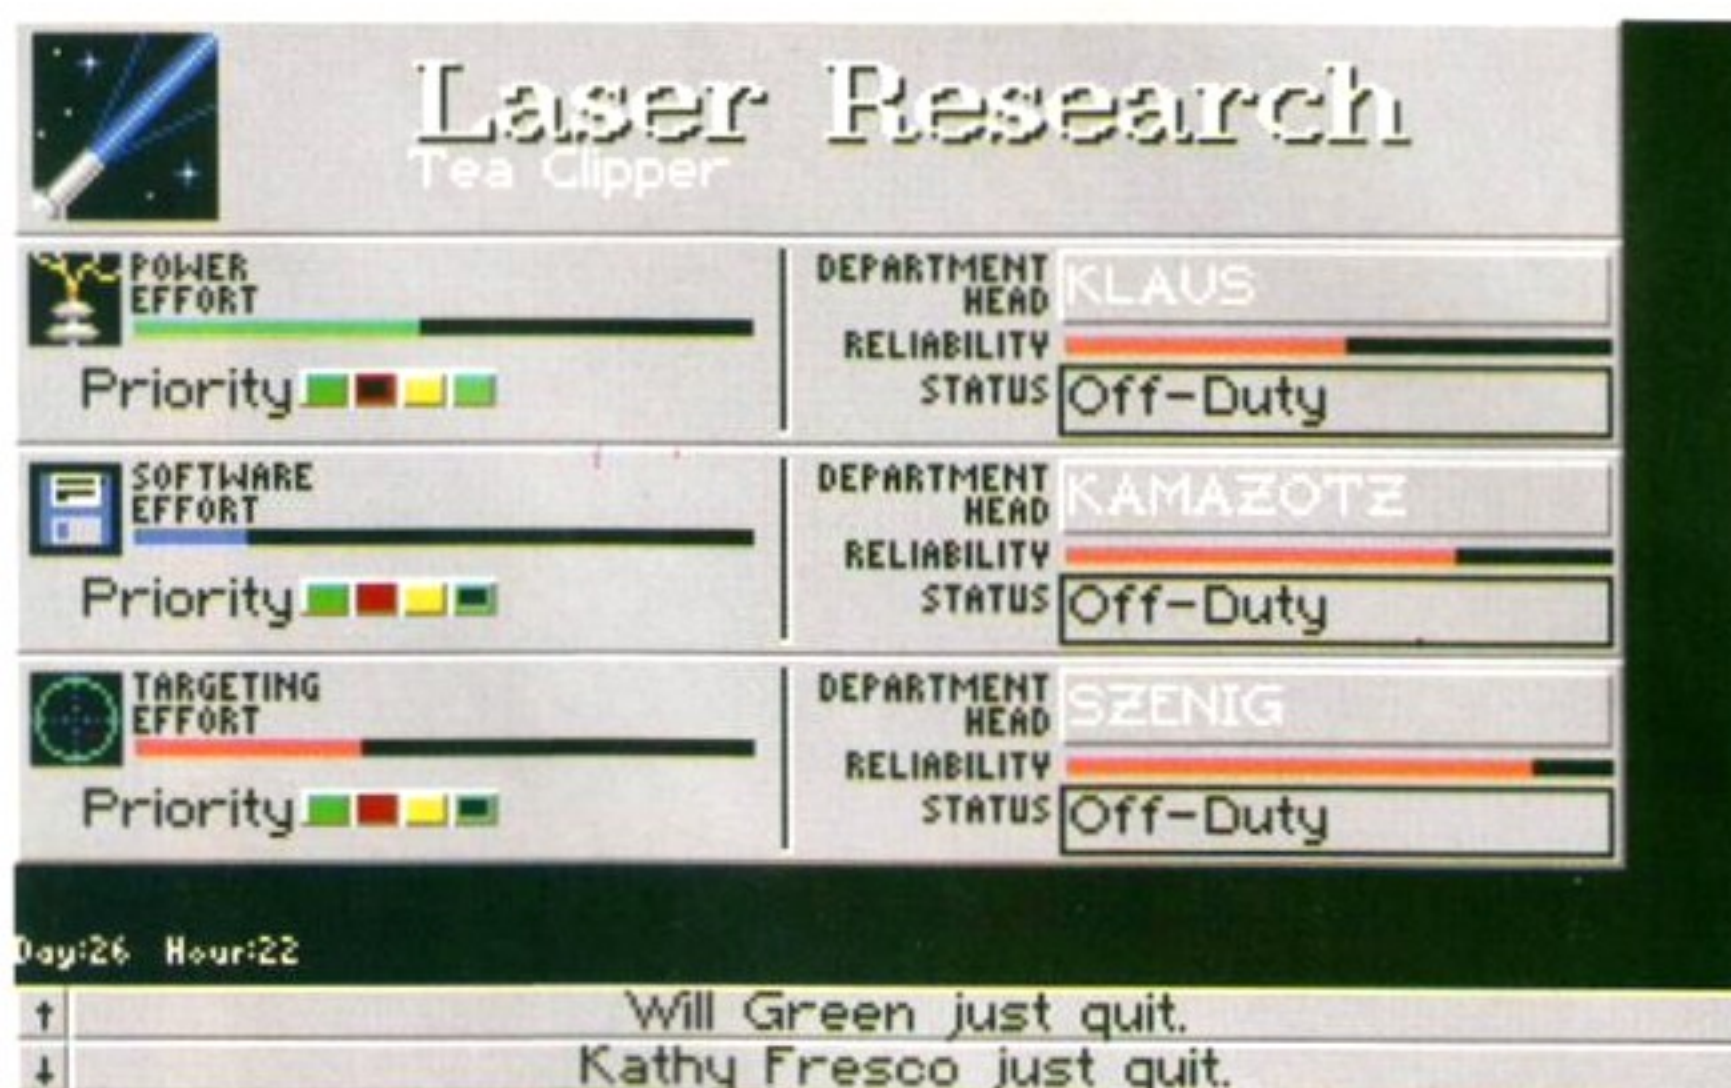 Laser Research
Tea Clipper
POWER
EFFORT
Priority
DEPARTMENT
HEAD
KLAUS
RELIABILITY
STATUS
Off-Duty
SOFTWARE
EFFORT
Priority
DEPARTMENT
HEAD
KAMAZOTZ
RELIABILITY
STATUS
Off-Duty
TARGETING
EFFORT
Priority
DEPARTMENT
HEAD
SZENIG
RELIABILITY
STATUS
Off-Duty
Day:26 Hour:22
Will Green just quit.
Kathy Fresco just quit.